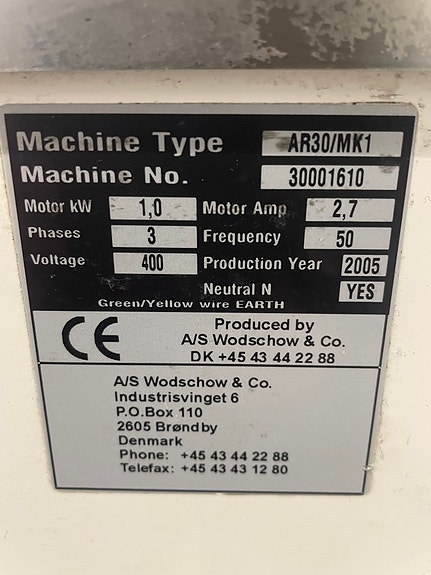 Machine Type AR30/MK1
Machine No. 30001610
Motor kW 1,0 Motor Amp 2,7
Phases 3 Frequency 50
Voltage 400 Production Year 2005
Neutral N YES
Green/Yellow wire EARTH
CE Produced by
A/S Wodschow & Co.
DK +45 43 44 22 88
A/S Wodschow & Co.
Industrisvinget 6
P.O.Box 110
2605 Brøndby
Denmark
Phone: +45 43 44 22 88
Telefax: +45 43 43 12 80